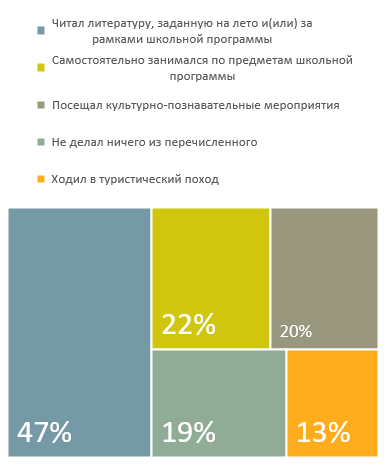 Читал литературу, заданную на лето и(или) за
рамками школьной программы
Самостоятельно занимался по предметам школьной
программы
Посещал культурно-познавательные мероприятия
Не делал ничего из перечисленного
Ходил в туристический поход
22%
20%
47%
19%
13%